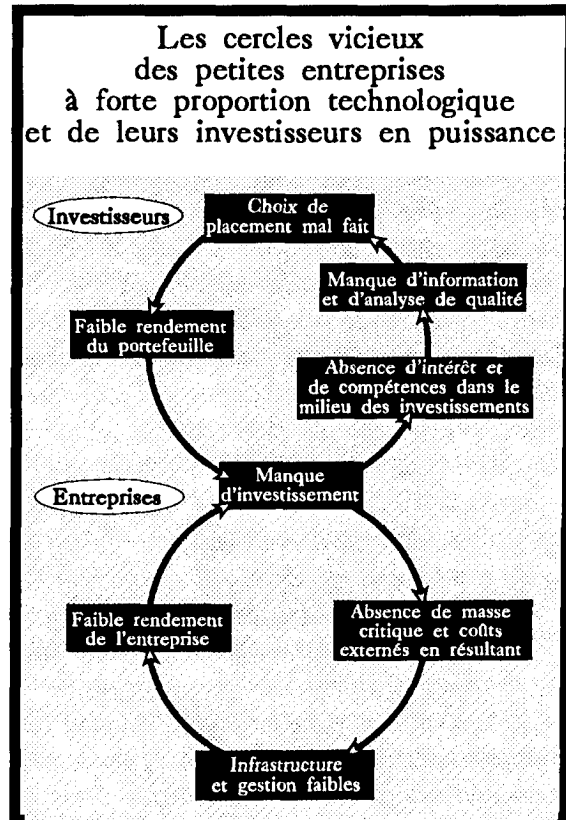 Les cercles vicieux
des petites entreprises
à forte proportion technologique
et de leurs investisseurs en puissance
Investisseurs
Choix de
placement mal fait
Manque d'information
et d'analyse de qualité
Faible rendement
du portefeuille
Absence d'intérêt et
de compétences dans le
milieu des investissements
Manque
d'investissement
Entreprises
Faible rendement
de l'entreprise
Absence de masse
critique et coûts
externés en résultant
Infrastructure
et gestion faibles